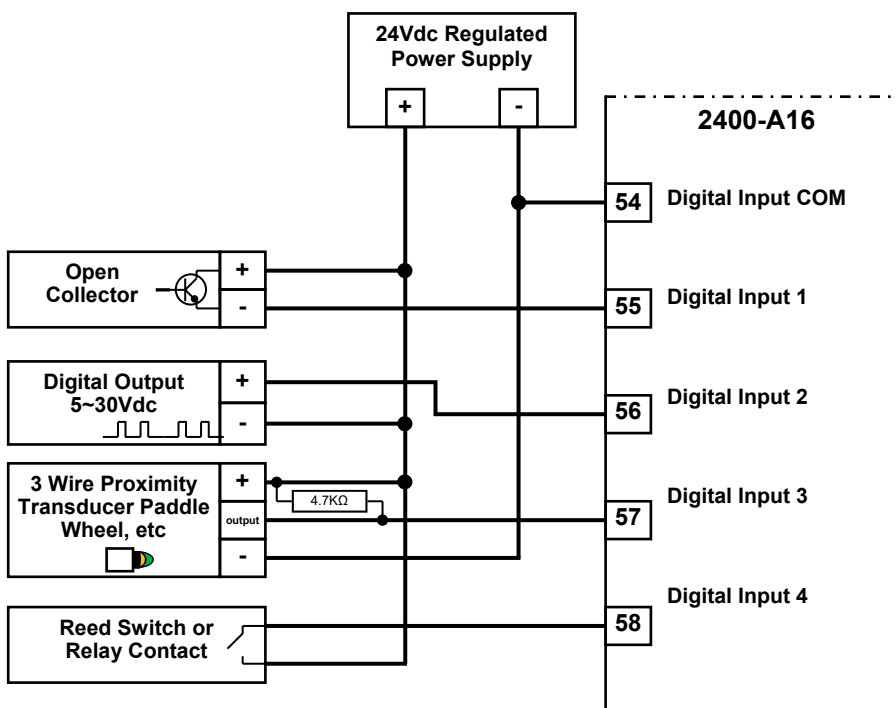 24Vdc Regulated
Power Supply
+
-
2400-A16
54
Digital Input COM
Open
Collector
+
-
55
Digital Input 1
Digital Output
5~30Vdc
+
-
56
Digital Input 2
3 Wire Proximity
Transducer Paddle
Wheel, etc
+
output
-
4.7KΩ
57
Digital Input 3
Reed Switch or
Relay Contact
58
Digital Input 4